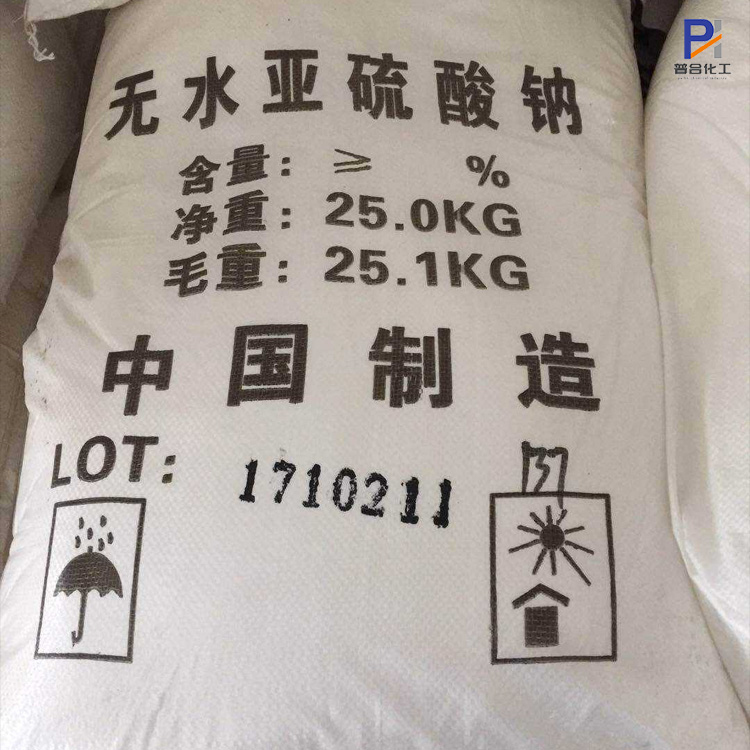 普合化工
无水亚硫酸钠
含量: ≥ %
净重: 25.0KG
毛重: 25.1KG
中国制造
LOT: 1710211
137